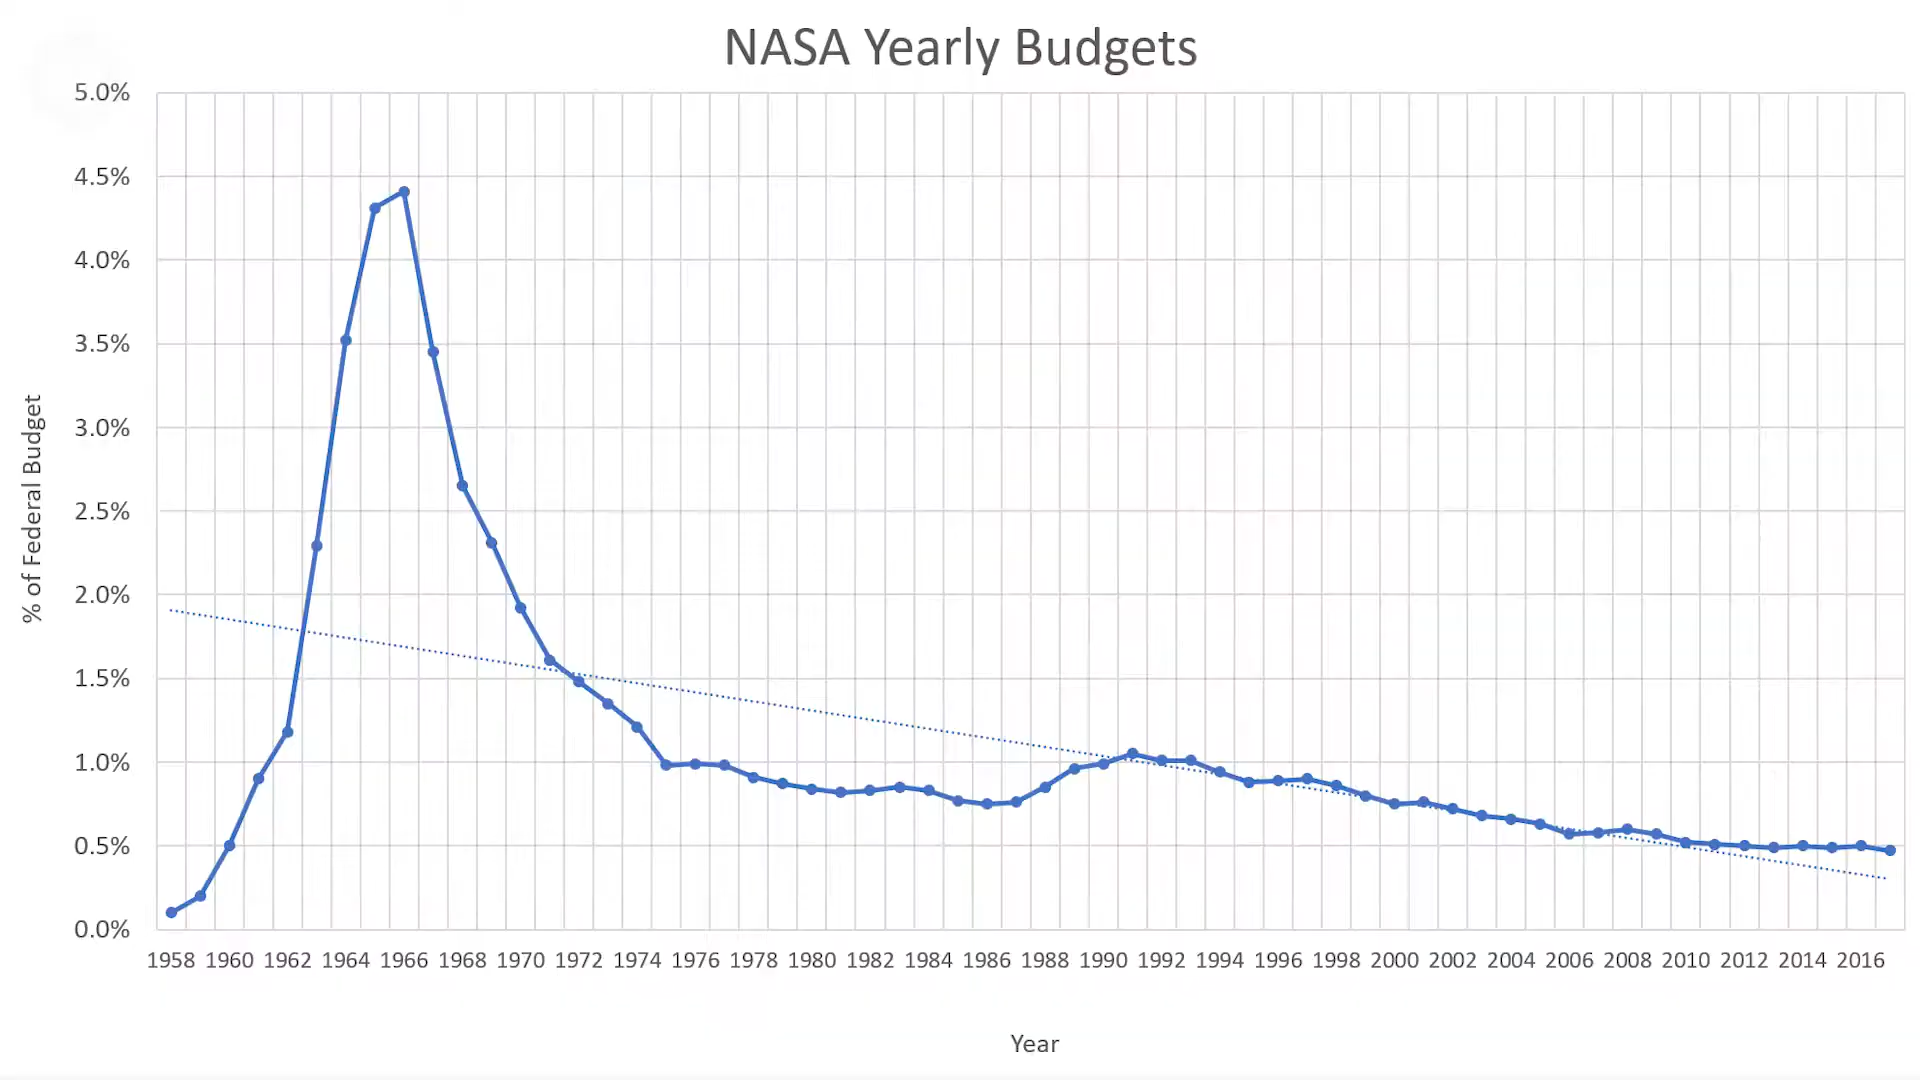 NASA Yearly Budgets
5.0%
4.5%
4.0%
3.5%
3.0%
2.5%
2.0%
1.5%
1.0%
0.5%
0.0%
% of Federal Budget
1958 1960 1962 1964 1966 1968 1970 1972 1974 1976 1978 1980 1982 1984 1986 1988 1990 1992 1994 1996 1998 2000 2002 2004 2006 2008 2010 2012 2014 2016
Year